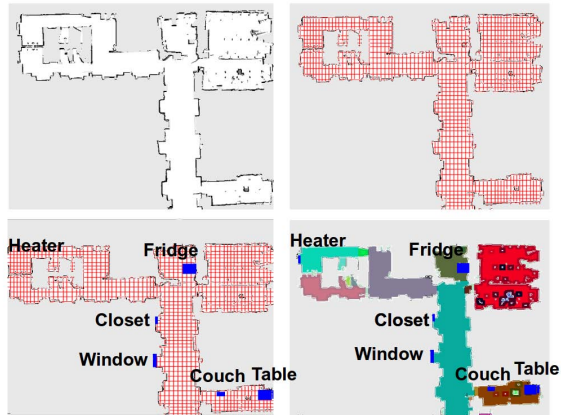 Heater
Fridge
Closet
Window
Couch
Table
Heater
Fridge
Closet
Window
Couch
Table